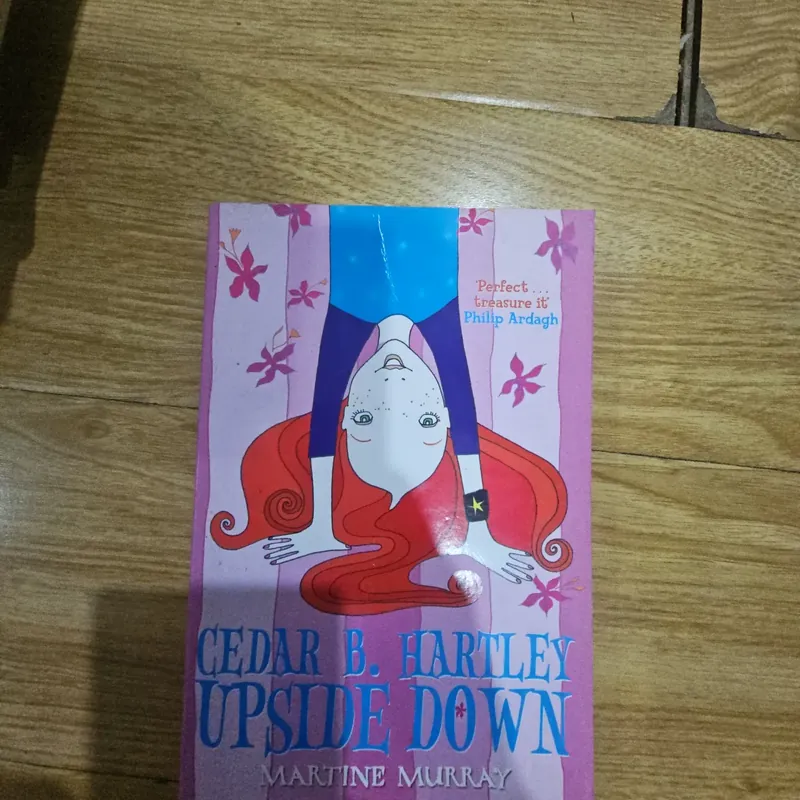 'Perfect ...
treasure it'
Philip Ardagh
CEDAR B. HARTLEY
UPSIDE DOWN
MARTINE MURRAY